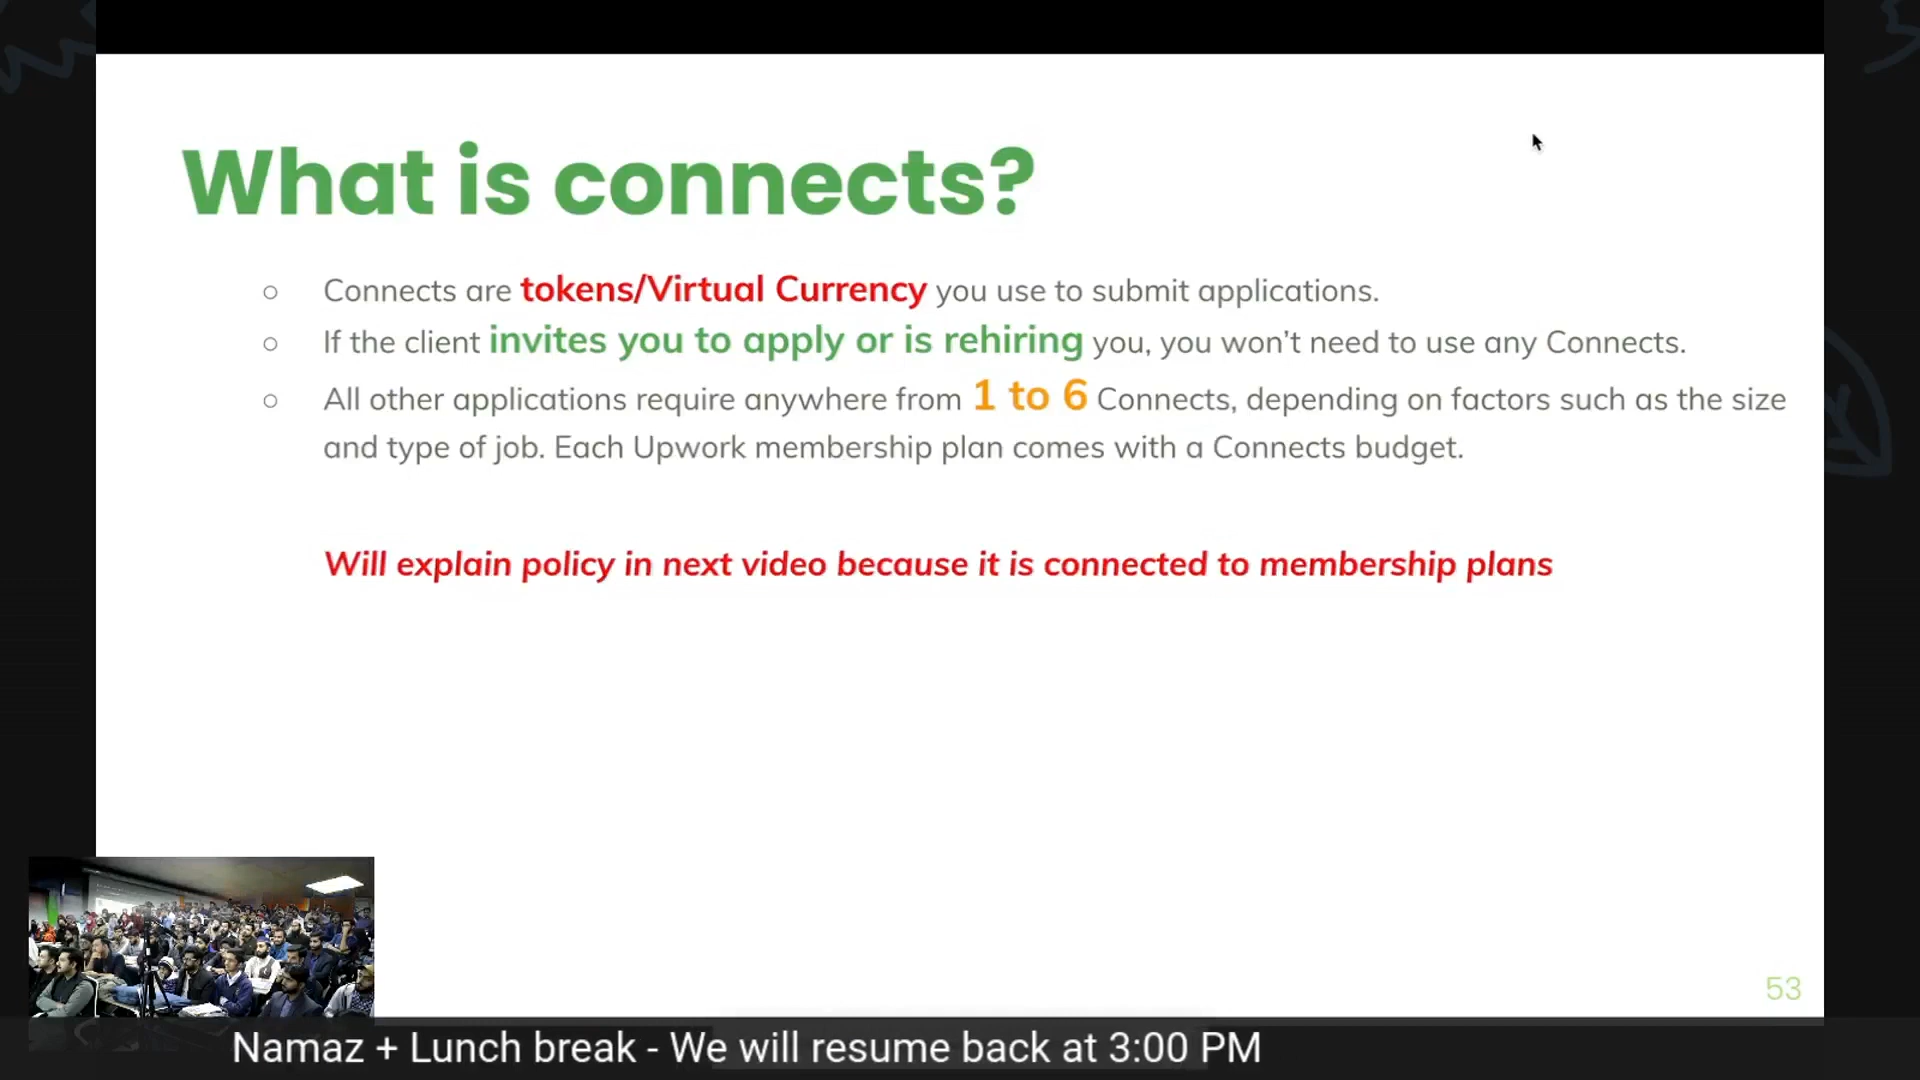 What is connects?
Connects are tokens/Virtual Currency you use to submit applications.
If the client invites you to apply or is rehiring you, you won't need to use any Connects.
All other applications require anywhere from 1 to 6 Connects, depending on factors such as the size
and type of job. Each Upwork membership plan comes with a Connects budget.
Will explain policy in next video because it is connected to membership plans
53
Namaz + Lunch break - We will resume back at 3:00 PM